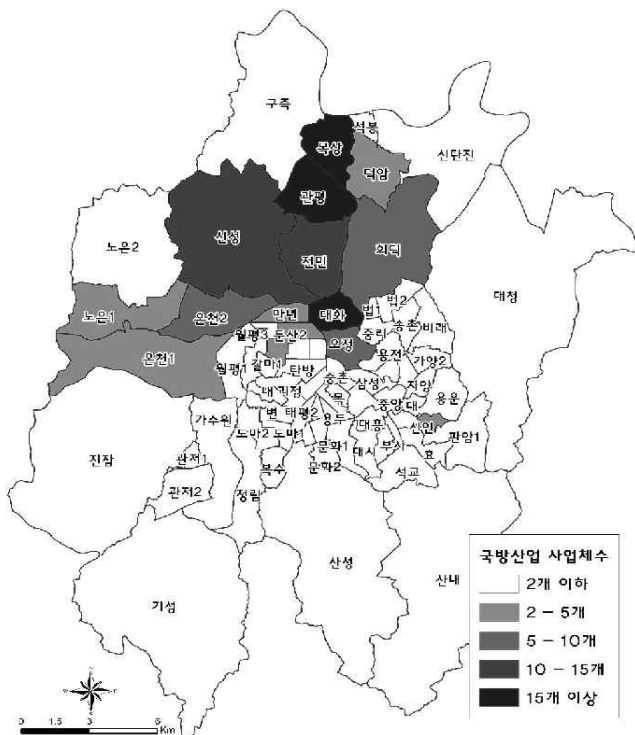 구즉
석봉
목상
신탄진
덕암
관평
신성
노은2
전민
회덕
대청
노은1
온천2
만년
대화
법1
법2
송촌
비래
중리
월평3
둔산2
오정
용전
가양2
온천1
월평1
갈마1
탄방
중촌
삼성
자양
용운
내
괴정
목
중앙
대
변
태평2
용두
대흥
신인
판암1
가수원
도마2
도마1
문화1
대사
부사
효
진잠
관저1
관저2
복수
문화2
석교
정림
산성
산내
기성
국방산업 사업체수
2개 이하
2 - 5개
5 - 10개
10 - 15개
15개 이상
N
W
E
S
0 1.5 3 6
Km